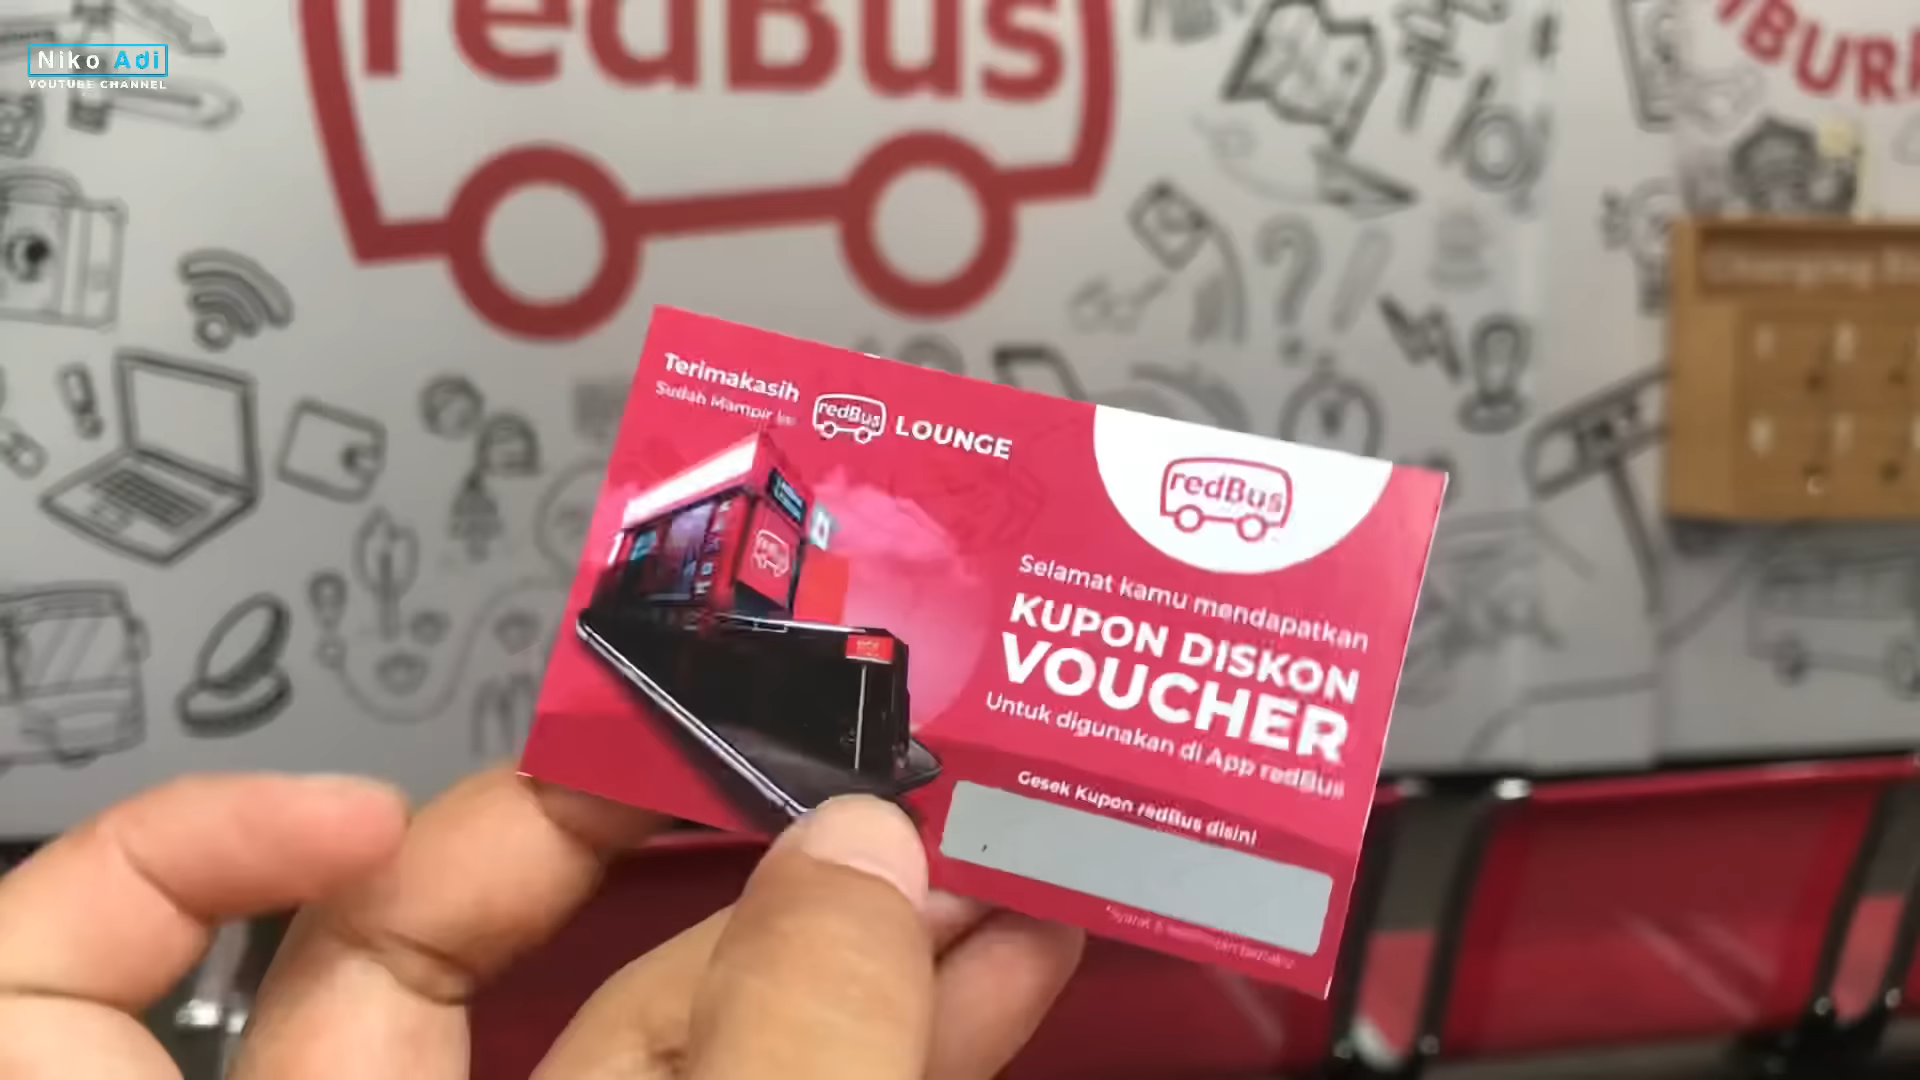 Niko Adi
YOUTUBE CHANNEL
redBus
Terimakasih
Sudah Mampir ke
redBus LOUNGE
redBus
Selamat kamu mendapatkan
KUPON DISKON
VOUCHER
Untuk digunakan di App redBus
Gesek Kupon redBus disini